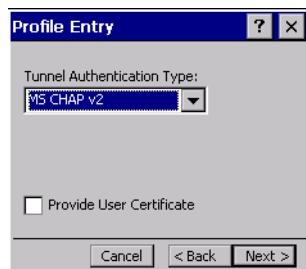 Profile Entry ? X
Tunnel Authentication Type:
MS CHAP v2
Provide User Certificate
Cancel < Back Next >